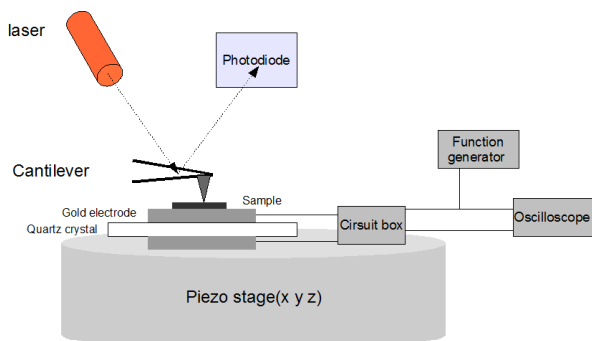 laser
Photodiode
Function
generator
Cantilever
Sample
Gold electrode
Quartz crystal
Cirsuit box
Oscilloscope
Piezo stage(x y z)